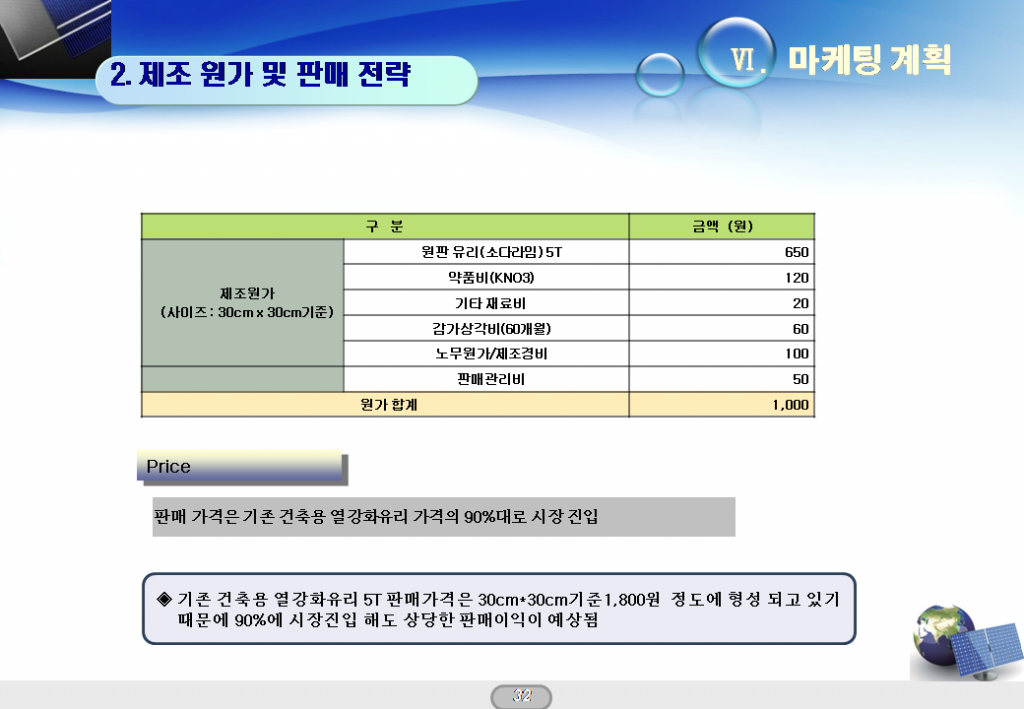 2. 제조 원가 및 판매 전략
Ⅵ. 마케팅 계획
구 분 금액 (원)
제조원가
(사이즈 : 30cm x 30cm기준)
원판 유리(소다라임) 5T 650
약품비(KNO3) 120
기타 재료비 20
감가상각비(60개월) 60
노무원가/제조경비 100
판매관리비 50
원가 합계 1,000
Price
판매 가격은 기존 건축용 열강화유리 가격의 90%대로 시장 진입
◈ 기존 건축용 열강화유리 5T 판매가격은 30cm*30cm기준1,800원 정도에 형성 되고 있기
때문에 90%에 시장진입 해도 상당한 판매이익이 예상됨
32